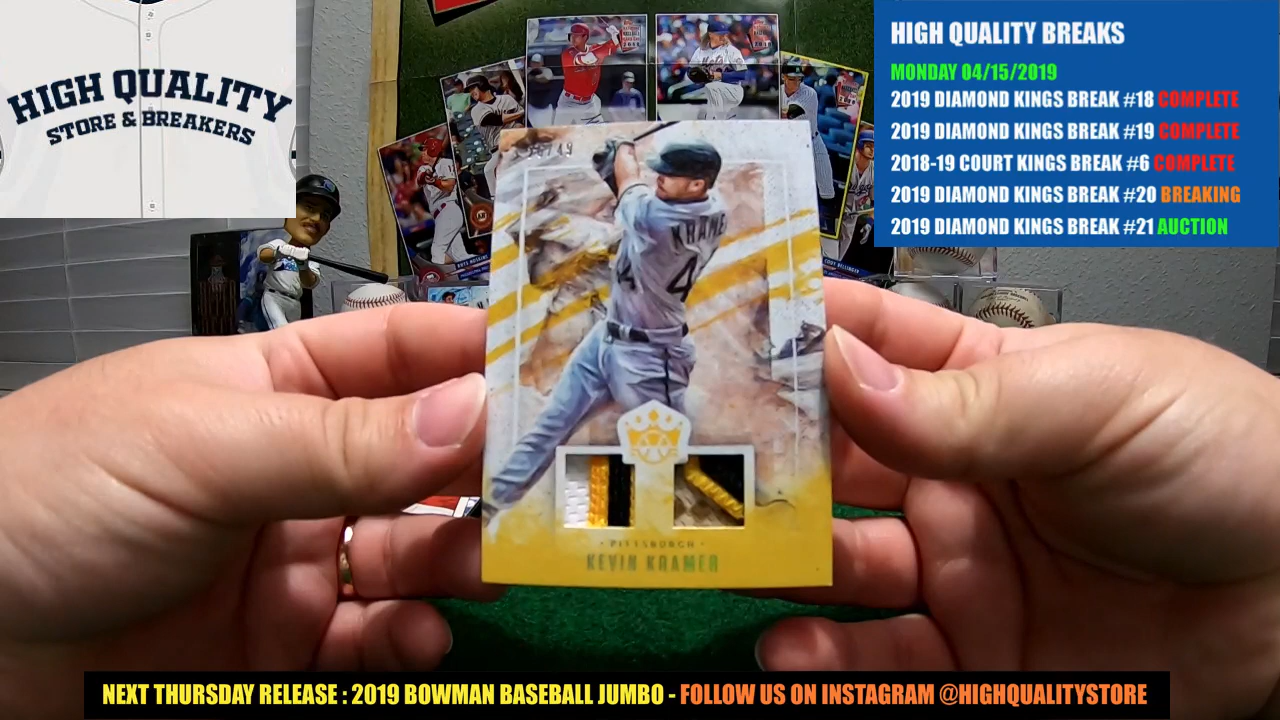 HIGH QUALITY
STORE & BREAKERS
HIGH QUALITY BREAKS
MONDAY 04/15/2019
2019 DIAMOND KINGS BREAK #18 COMPLETE
2019 DIAMOND KINGS BREAK #19 COMPLETE
2018-19 COURT KINGS BREAK #6 COMPLETE
2019 DIAMOND KINGS BREAK #20 BREAKING
2019 DIAMOND KINGS BREAK #21 AUCTION
KRAME
4
PITTSBURGH
KEVIN KRAMER
NEXT THURSDAY RELEASE : 2019 BOWMAN BASEBALL JUMBO - FOLLOW US ON INSTAGRAM @HIGHQUALITYSTORE